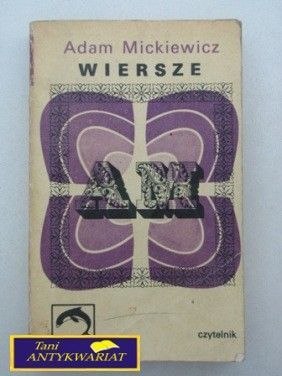 Adam Mickiewicz
WIERSZE
AM
czytelnik
Tani
ANTYKWARIAT